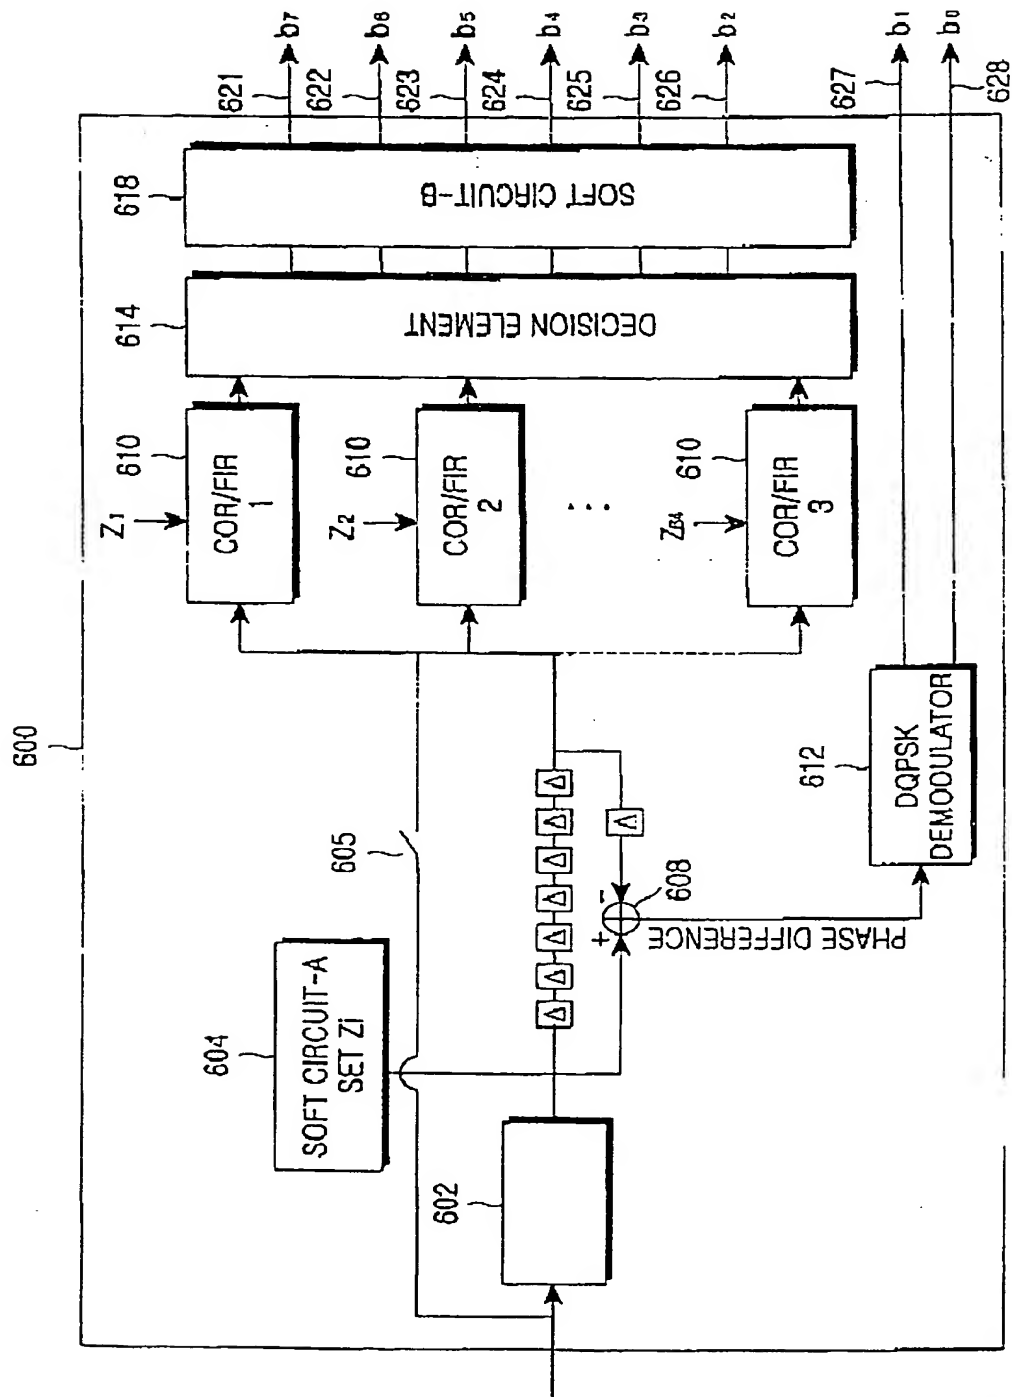 600
602
604
SOFT CIRCUIT-A
SET Zi
605
608
+
-
PHASE DIFFERENCE
612
DQPSK
DEMODULATOR
Z1
610
COR/FIR
1
Z2
610
COR/FIR
2
...
610
COR/FIR
3
614
DECISION ELEMENT
618
SOFT CIRCUIT-B
621
b7
622
b6
623
b5
624
b4
625
b3
626
b2
627
b1
628
b0
Δ
Δ
Δ
Δ
Δ
Δ
Δ
Δ